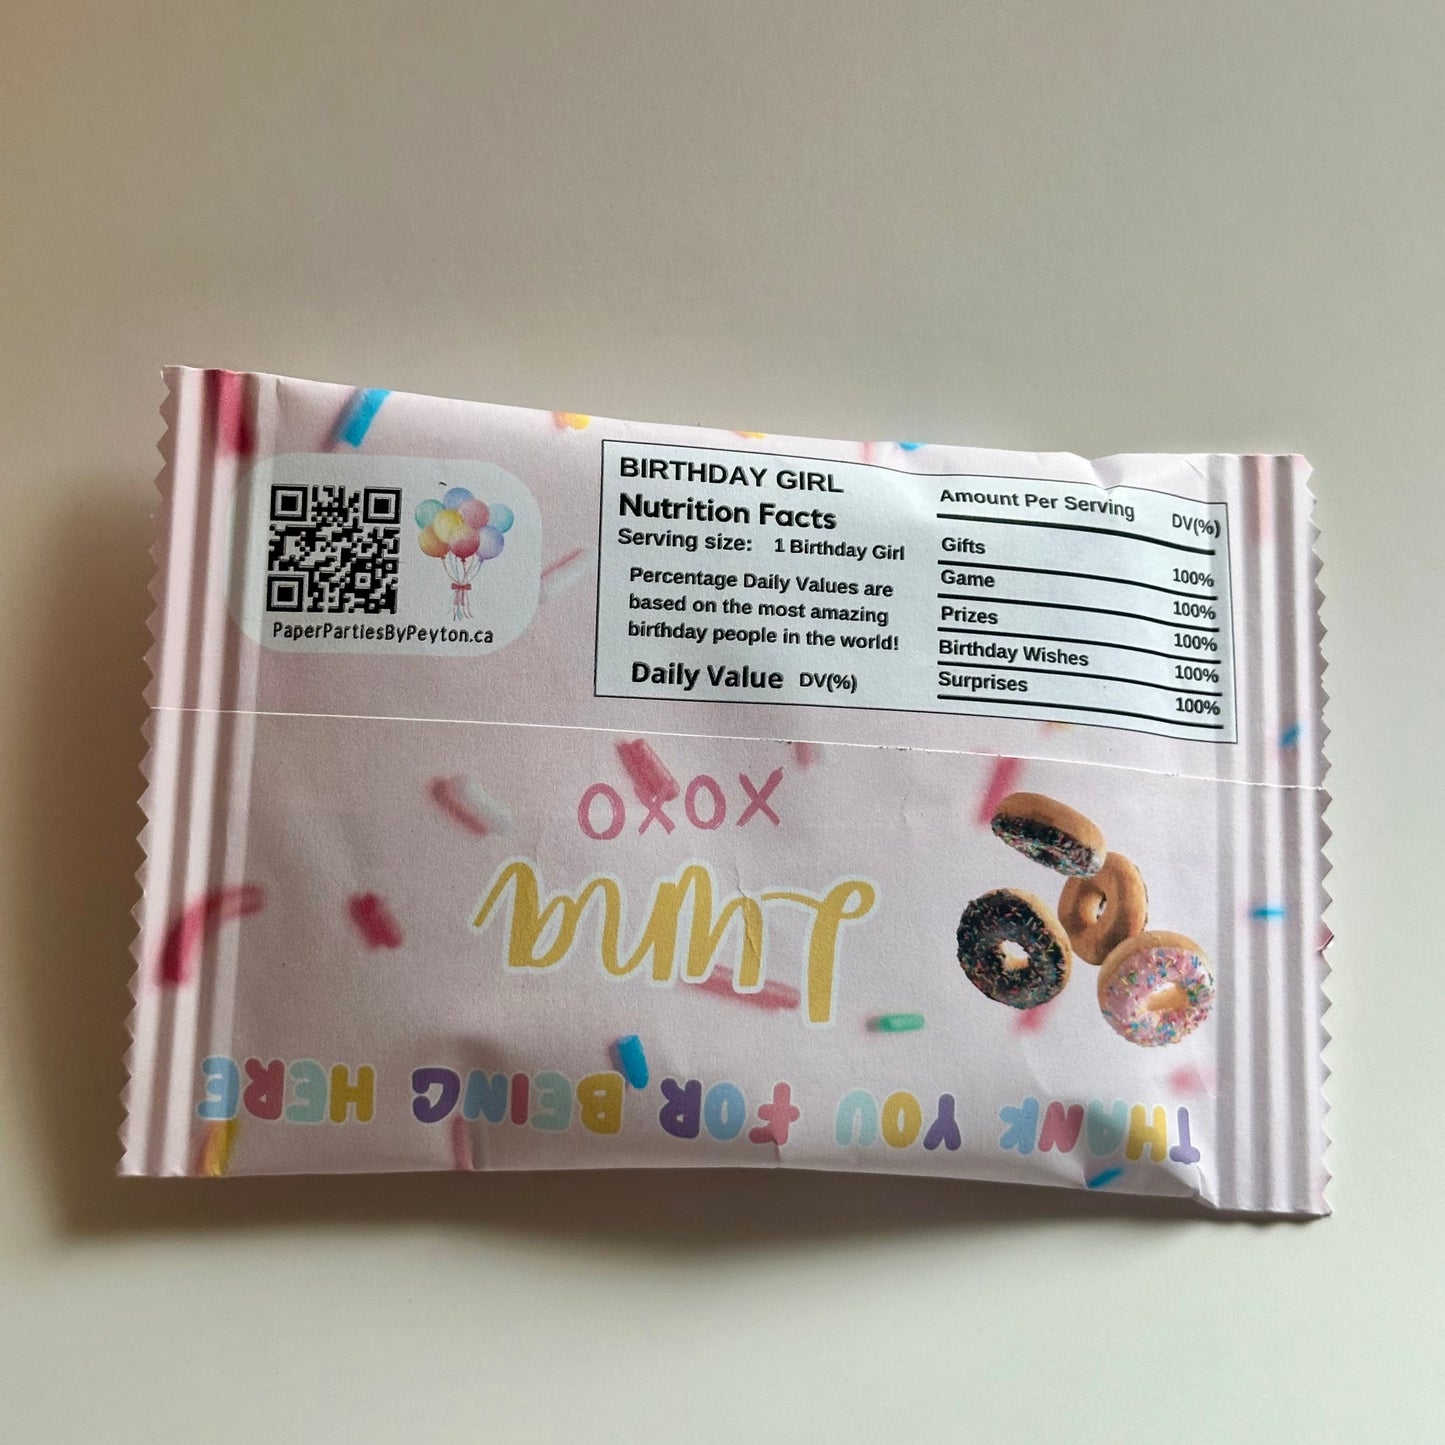 PaperPartiesByPeyton.ca
BIRTHDAY GIRL
Nutrition Facts
Serving size: 1 Birthday Girl
Percentage Daily Values are
based on the most amazing
birthday people in the world!
Daily Value DV(%)
Amount Per Serving DV(%)
Gifts 100%
Game 100%
Prizes 100%
Birthday Wishes 100%
Surprises 100%
THANK YOU FOR BEING HERE
Luna
XOXO